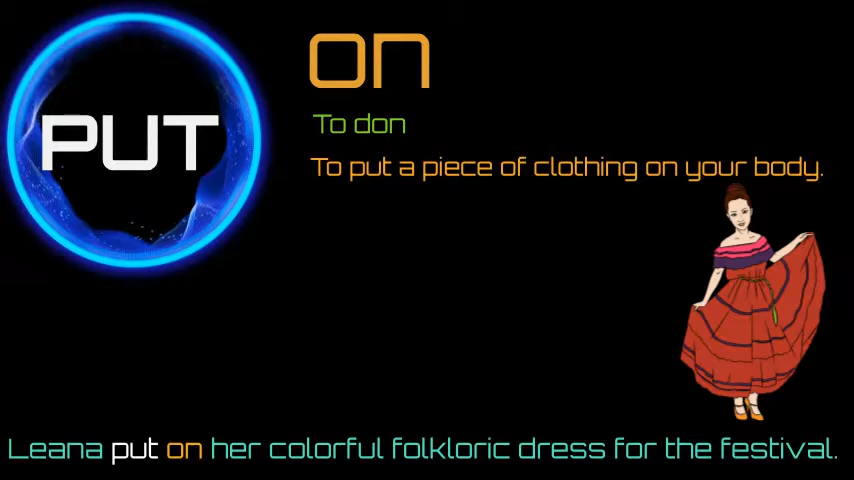 PUT
on
To don
To put a piece of clothing on your body.
Leana put on her colorful folkloric dress for the festival.